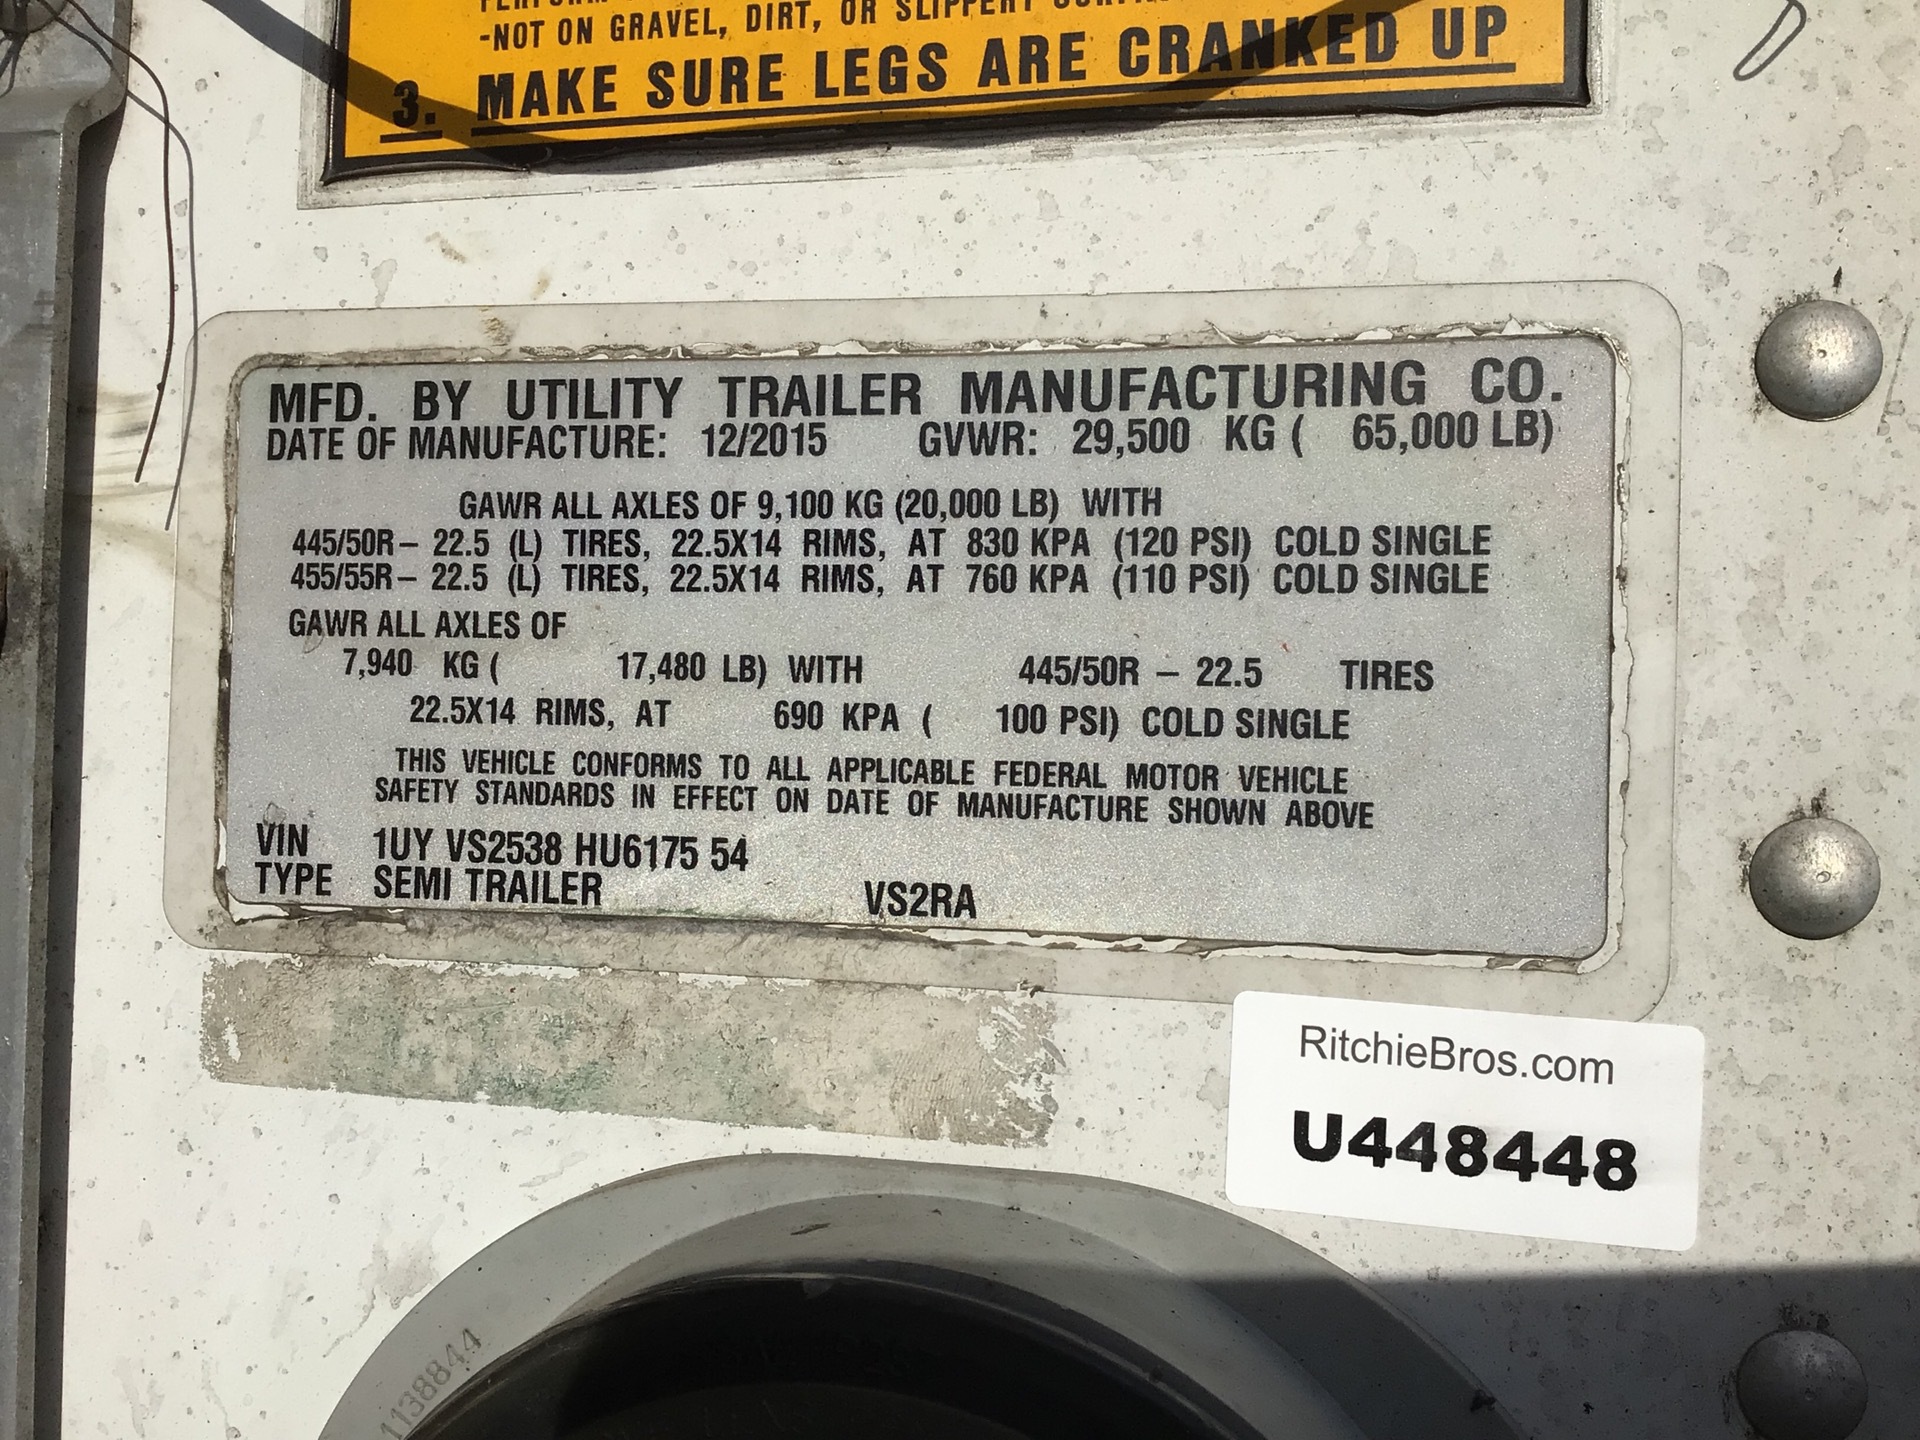 -NOT ON GRAVEL, DIRT, OR SLIPPERY
3. MAKE SURE LEGS ARE CRANKED UP
MFD. BY UTILITY TRAILER MANUFACTURING CO.
DATE OF MANUFACTURE: 12/2015 GVWR: 29,500 KG ( 65,000 LB)
GAWR ALL AXLES OF 9,100 KG (20,000 LB) WITH
445/50R– 22.5 (L) TIRES, 22.5X14 RIMS, AT 830 KPA (120 PSI) COLD SINGLE
455/55R– 22.5 (L) TIRES, 22.5X14 RIMS, AT 760 KPA (110 PSI) COLD SINGLE
GAWR ALL AXLES OF
7,940 KG ( 17,480 LB) WITH 445/50R – 22.5 TIRES
22.5X14 RIMS, AT 690 KPA ( 100 PSI) COLD SINGLE
THIS VEHICLE CONFORMS TO ALL APPLICABLE FEDERAL MOTOR VEHICLE
SAFETY STANDARDS IN EFFECT ON DATE OF MANUFACTURE SHOWN ABOVE
VIN 1UY VS2538 HU6175 54
TYPE SEMI TRAILER VS2RA
RitchieBros.com
U448448
1138844